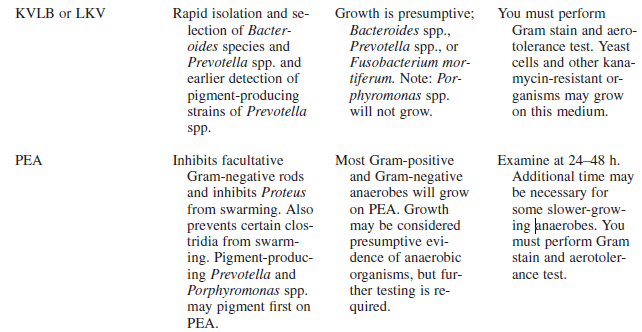 KVLB or LKV
Rapid isolation and se-
lection of Bacter-
oides species and
Prevotella spp. and
earlier detection of
pigment-producing
strains of Prevotella
spp.
Growth is presumptive;
Bacteroides spp.,
Prevotella spp., or
Fusobacterium mor-
tiferum. Note: Por-
phyromonas spp.
will not grow.
You must perform
Gram stain and aero-
tolerance test. Yeast
cells and other kana-
mycin-resistant or-
ganisms may grow
on this medium.
PEA
Inhibits facultative
Gram-negative rods
and inhibits Proteus
from swarming. Also
prevents certain clos-
tridia from swarm-
ing. Pigment-produc-
ing Prevotella and
Porphyromonas spp.
may pigment first on
PEA.
Most Gram-positive
and Gram-negative
anaerobes will grow
on PEA. Growth
may be considered
presumptive evi-
dence of anaerobic
organisms, but fur-
ther testing is re-
quired.
Examine at 24–48 h.
Additional time may
be necessary for
some slower-grow-
ing anaerobes. You
must perform Gram
stain and aerotoler-
ance test.